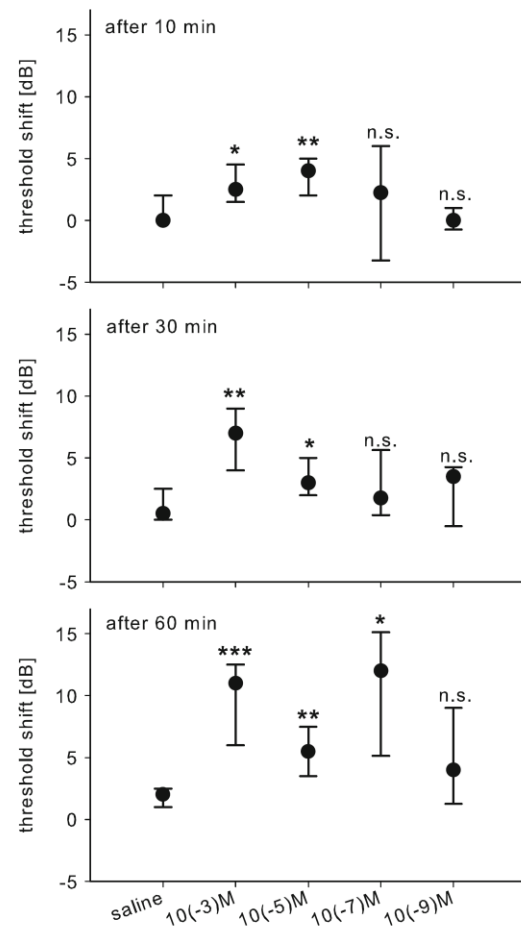 after 10 min
threshold shift [dB]
15
10
5
0
-5
*
**
n.s.
n.s.
after 30 min
threshold shift [dB]
15
10
5
0
-5
**
*
n.s.
n.s.
after 60 min
threshold shift [dB]
15
10
5
0
-5
***
**
*
n.s.
saline
10(-3)M
10(-5)M
10(-7)M
10(-9)M